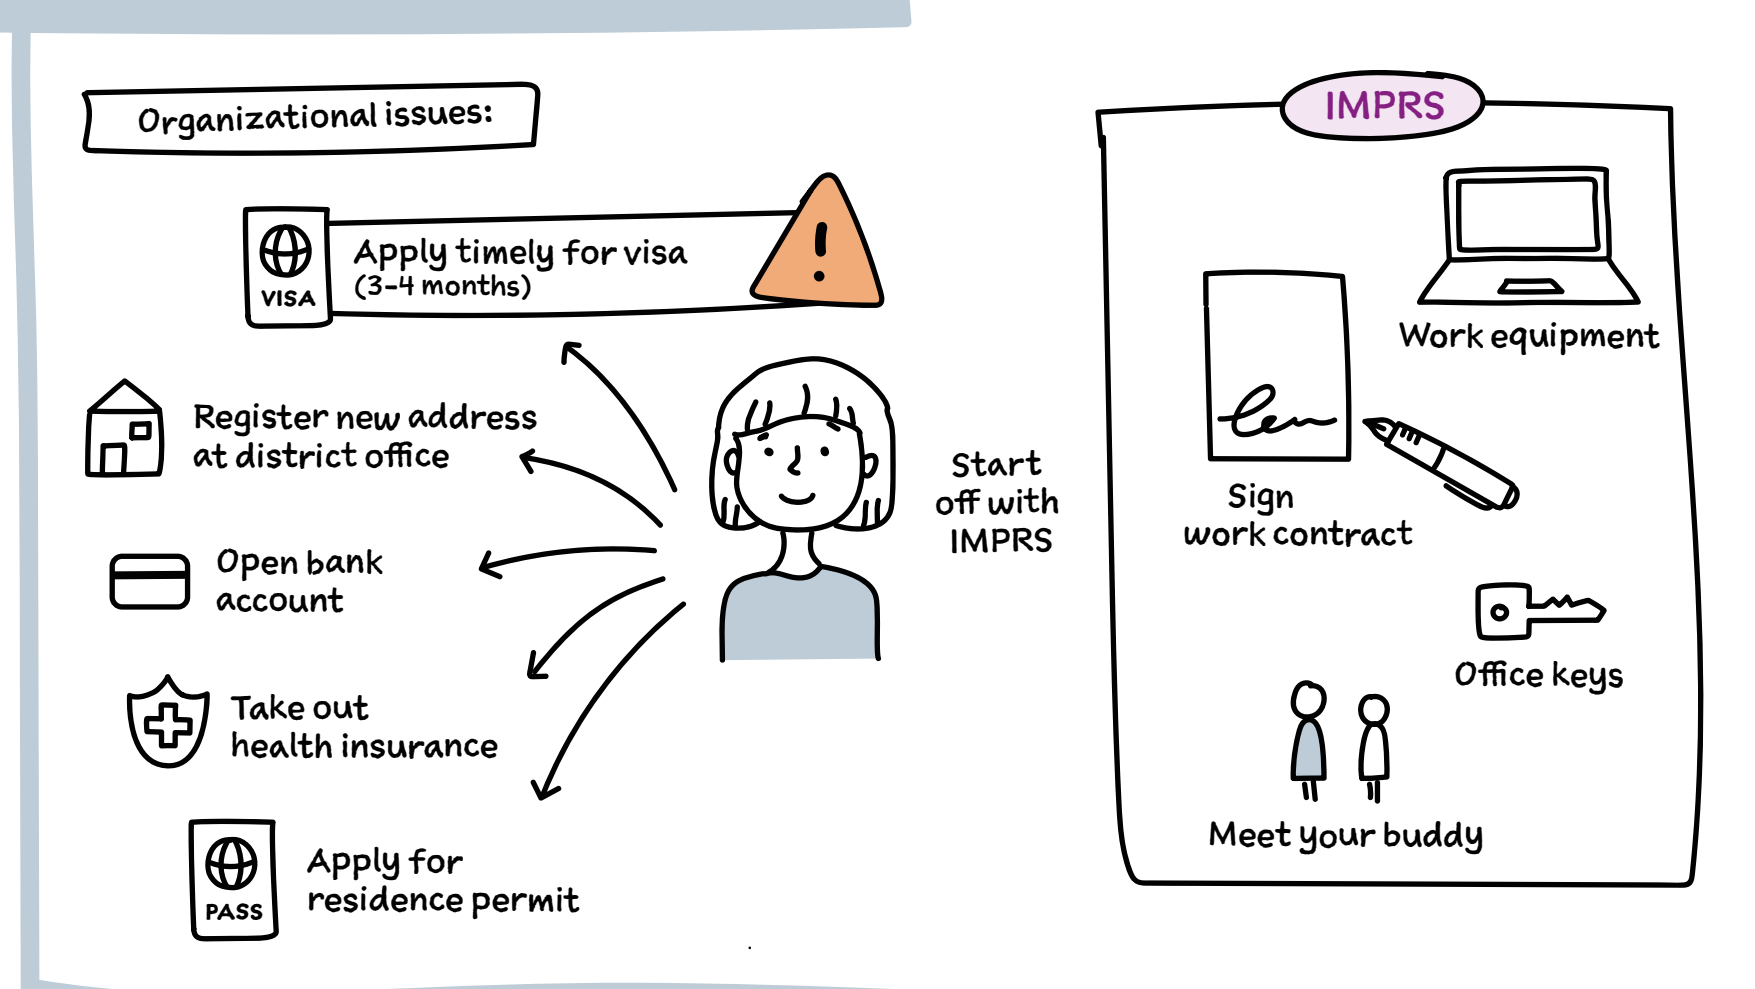 Organizational issues:
VISA
Apply timely for visa
(3-4 months)
Register new address
at district office
Open bank
account
Take out
health insurance
PASS
Apply for
residence permit
Start
off with
IMPRS
IMPRS
Work equipment
Sign
work contract
Office keys
Meet your buddy